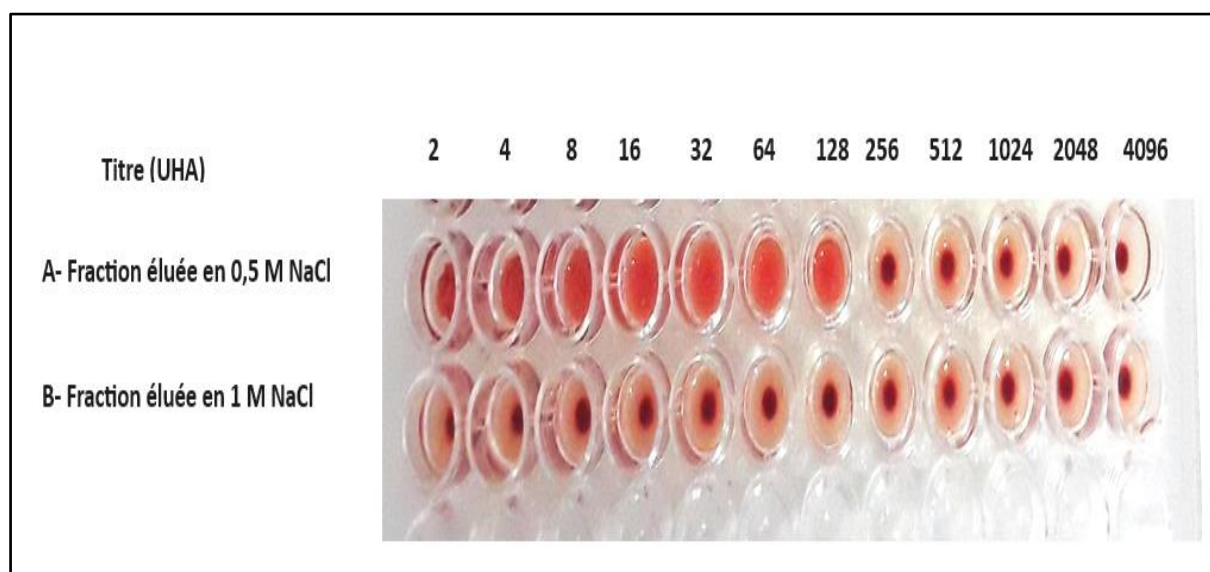 Titre (UHA) 2 4 8 16 32 64 128 256 512 1024 2048 4096
A- Fraction éluée en 0,5 M NaCl
B- Fraction éluée en 1 M NaCl